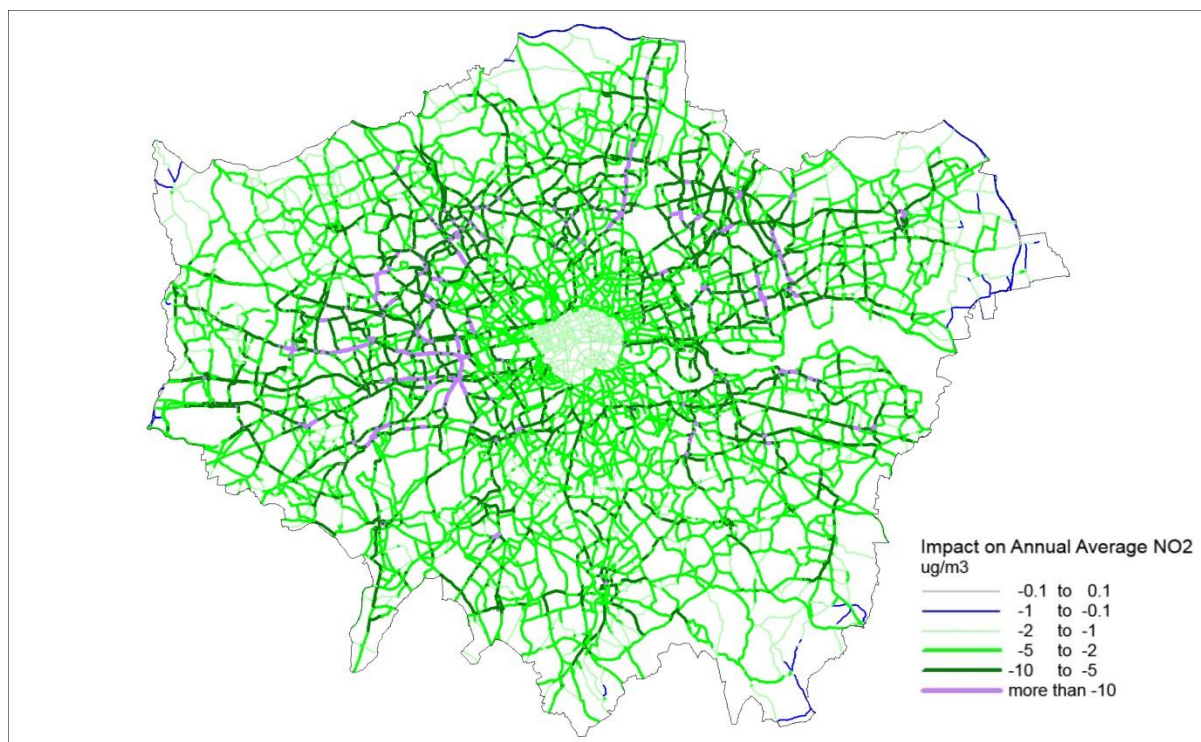 Impact on Annual Average NO2
ug/m3
-0.1 to 0.1
-1 to -0.1
-2 to -1
-5 to -2
-10 to -5
more than -10